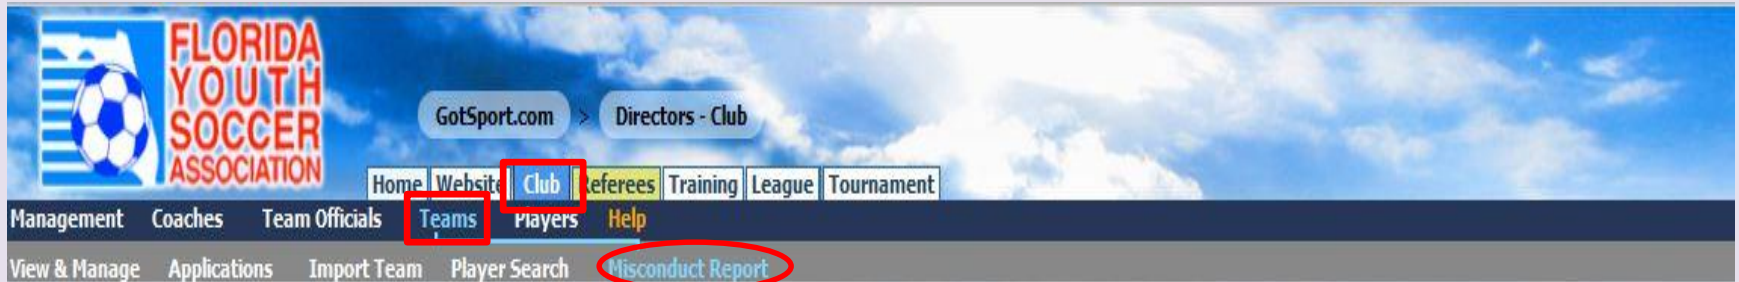 FLORIDA
YOUTH
SOCCER
ASSOCIATION
GotSport.com > Directors - Club
Home Website Club Referees Training League Tournament
Management Coaches Team Officials Teams Players Help
View & Manage Applications Import Team Player Search Misconduct Report